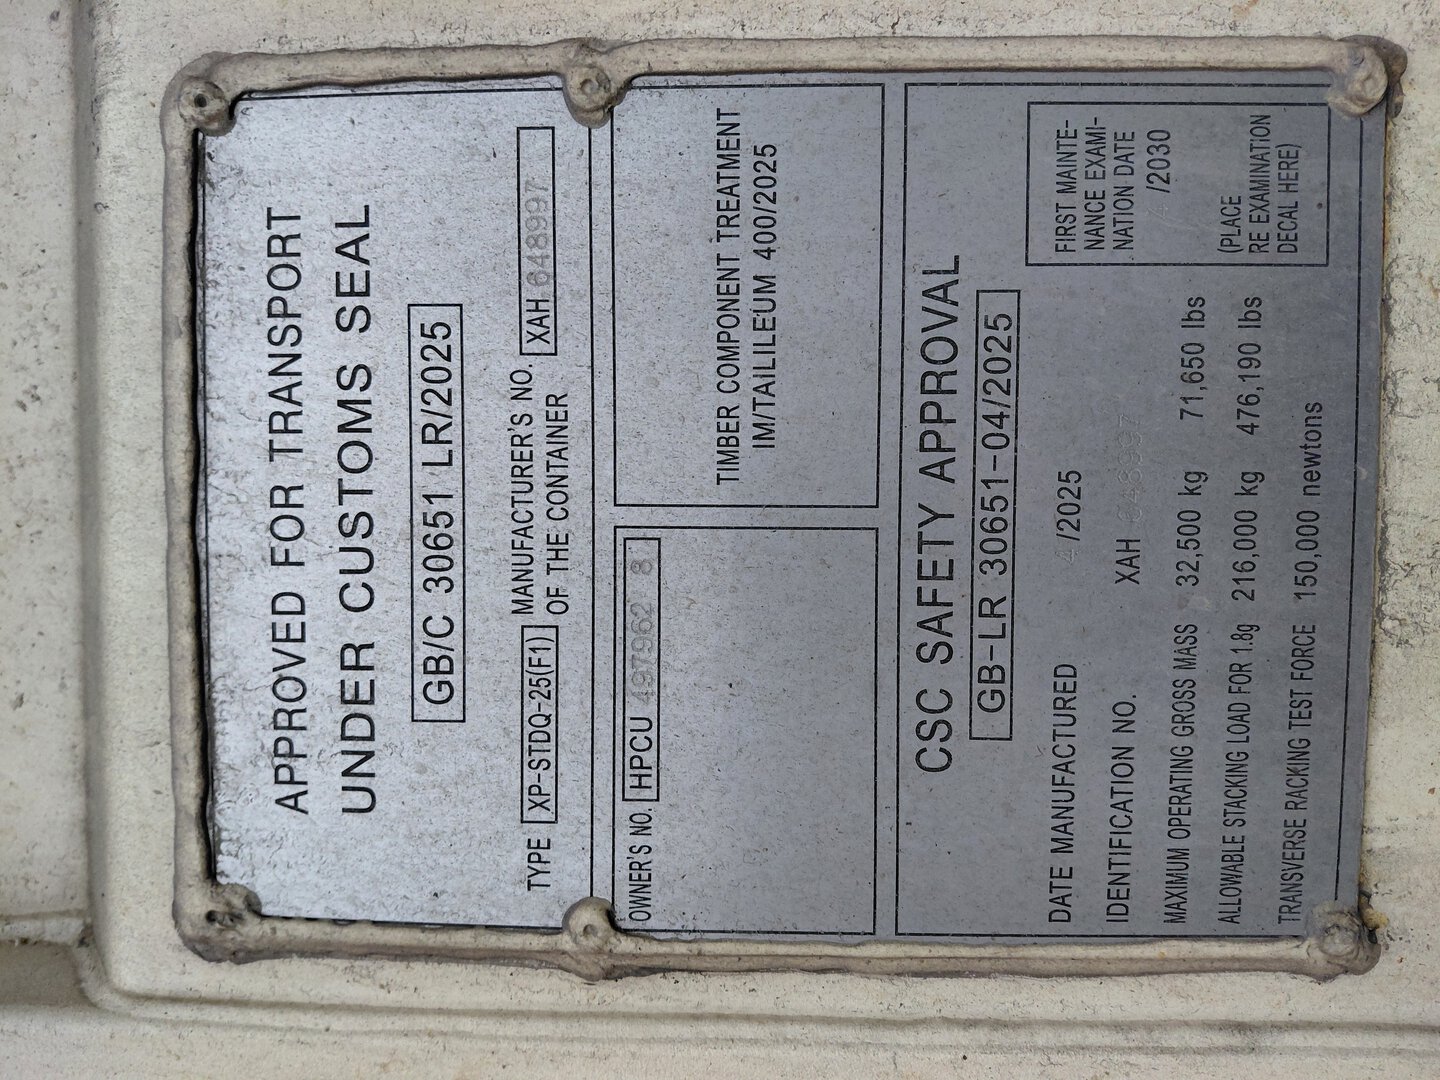 APPROVED FOR TRANSPORT
UNDER CUSTOMS SEAL
GB/C 30651 LR/2025
TYPE XP-STDQ-25(F1) MANUFACTURER'S NO. OF THE CONTAINER XAH 648997
OWNER'S NO. HPCU 497962 8
TIMBER COMPONENT TREATMENT
IM/TAILILEUM 400/2025
CSC SAFETY APPROVAL
GB-LR 30651-04/2025
DATE MANUFACTURED 4/2025
IDENTIFICATION NO. XAH 648997
MAXIMUM OPERATING GROSS MASS 32,500 kg 71,650 lbs
ALLOWABLE STACKING LOAD FOR 1.8g 216,000 kg 476,190 lbs
TRANSVERSE RACKING TEST FORCE 150,000 newtons
FIRST MAINTE-
NANCE EXAMI-
NATION DATE
/2030
(PLACE
RE EXAMINATION
DECAL HERE)